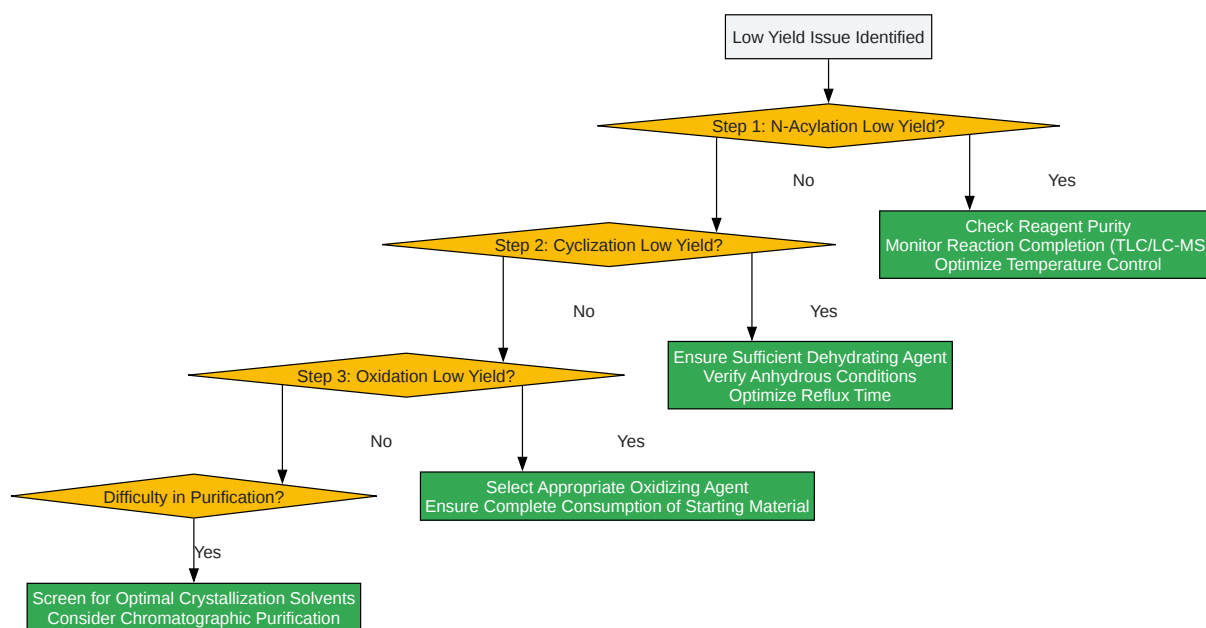 Low Yield Issue Identified
Step 1: N-Acylation Low Yield?
No
Yes
Check Reagent Purity
Monitor Reaction Completion (TLC/LC-MS
Optimize Temperature Control
Step 2: Cyclization Low Yield?
No
Yes
Ensure Sufficient Dehydrating Agent
Verify Anhydrous Conditions
Optimize Reflux Time
Step 3: Oxidation Low Yield?
No
Yes
Select Appropriate Oxidizing Agent
Ensure Complete Consumption of Starting Material
Difficulty in Purification?
Yes
Screen for Optimal Crystallization Solvents
Consider Chromatographic Purification